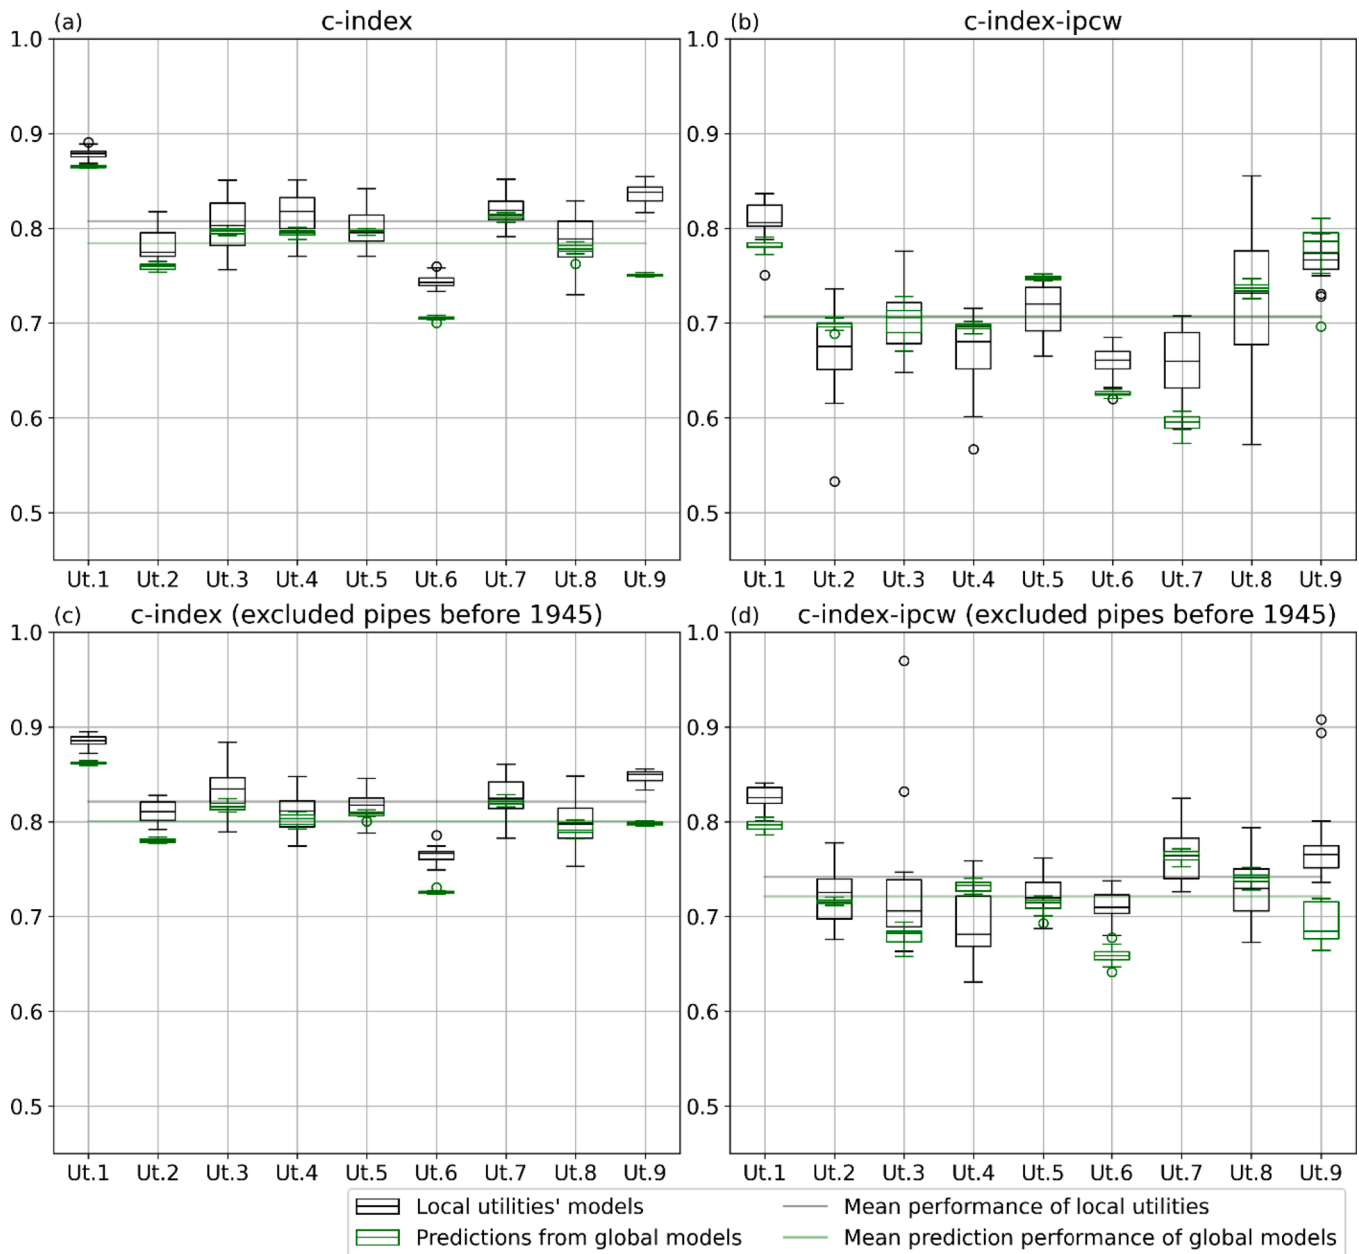 (a) c-index
1.0
0.9
0.8
0.7
0.6
0.5
Ut.1 Ut.2 Ut.3 Ut.4 Ut.5 Ut.6 Ut.7 Ut.8 Ut.9
(b) c-index-ipcw
1.0
0.9
0.8
0.7
0.6
0.5
Ut.1 Ut.2 Ut.3 Ut.4 Ut.5 Ut.6 Ut.7 Ut.8 Ut.9
(c) c-index (excluded pipes before 1945)
1.0
0.9
0.8
0.7
0.6
0.5
Ut.1 Ut.2 Ut.3 Ut.4 Ut.5 Ut.6 Ut.7 Ut.8 Ut.9
(d) c-index-ipcw (excluded pipes before 1945)
1.0
0.9
0.8
0.7
0.6
0.5
Ut.1 Ut.2 Ut.3 Ut.4 Ut.5 Ut.6 Ut.7 Ut.8 Ut.9
Local utilities' models
Predictions from global models
Mean performance of local utilities
Mean prediction performance of global models